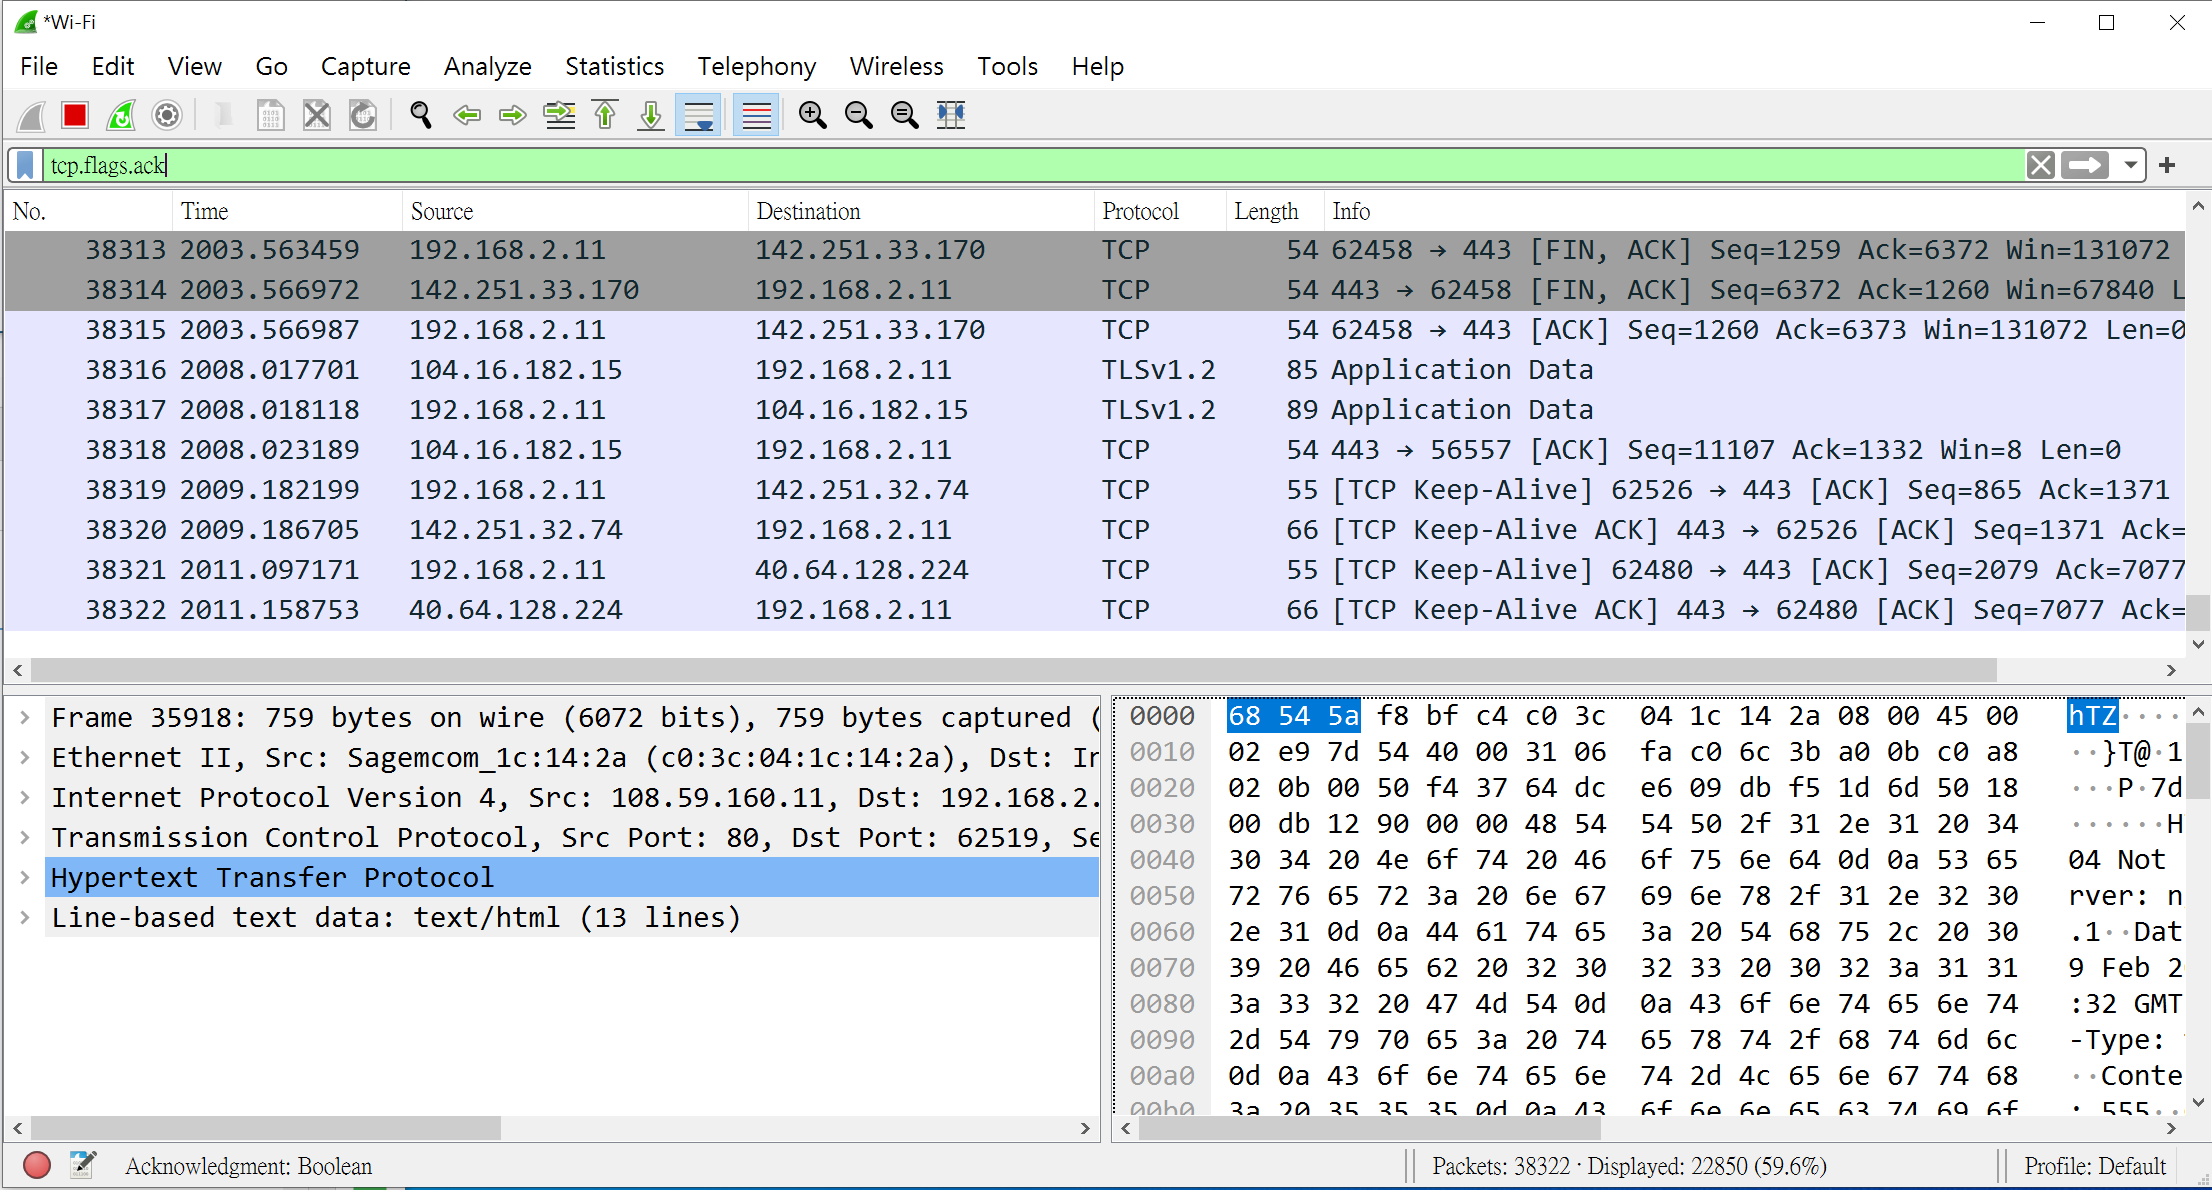 *Wi-Fi
File Edit View Go Capture Analyze Statistics Telephony Wireless Tools Help
tcp.flags.ack
No. Time Source Destination Protocol Length Info
38313 2003.563459 192.168.2.11 142.251.33.170 TCP 54 62458 → 443 [FIN, ACK] Seq=1259 Ack=6372 Win=131072
38314 2003.566972 142.251.33.170 192.168.2.11 TCP 54 443 → 62458 [FIN, ACK] Seq=6372 Ack=1260 Win=67840 L
38315 2003.566987 192.168.2.11 142.251.33.170 TCP 54 62458 → 443 [ACK] Seq=1260 Ack=6373 Win=131072 Len=0
38316 2008.017701 104.16.182.15 192.168.2.11 TLSv1.2 85 Application Data
38317 2008.018118 192.168.2.11 104.16.182.15 TLSv1.2 89 Application Data
38318 2008.023189 104.16.182.15 192.168.2.11 TCP 54 443 → 56557 [ACK] Seq=11107 Ack=1332 Win=8 Len=0
38319 2009.182199 192.168.2.11 142.251.32.74 TCP 55 [TCP Keep-Alive] 62526 → 443 [ACK] Seq=865 Ack=1371
38320 2009.186705 142.251.32.74 192.168.2.11 TCP 66 [TCP Keep-Alive ACK] 443 → 62526 [ACK] Seq=1371 Ack=
38321 2011.097171 192.168.2.11 40.64.128.224 TCP 55 [TCP Keep-Alive] 62480 → 443 [ACK] Seq=2079 Ack=7077
38322 2011.158753 40.64.128.224 192.168.2.11 TCP 66 [TCP Keep-Alive ACK] 443 → 62480 [ACK] Seq=7077 Ack=
Frame 35918: 759 bytes on wire (6072 bits), 759 bytes captured (
Ethernet II, Src: Sagemcom_1c:14:2a (c0:3c:04:1c:14:2a), Dst: In
Internet Protocol Version 4, Src: 108.59.160.11, Dst: 192.168.2.
Transmission Control Protocol, Src Port: 80, Dst Port: 62519, Se
Hypertext Transfer Protocol
Line-based text data: text/html (13 lines)
0000 68 54 5a f8 bf c4 c0 3c 04 1c 14 2a 08 00 45 00 hTZ····
0010 02 e9 7d 54 40 00 31 06 fa c0 6c 3b a0 0b c0 a8 ··}T@·1
0020 02 0b 00 50 f4 37 64 dc e6 09 db f5 1d 6d 50 18 ···P·7d
0030 00 db 12 90 00 00 48 54 54 50 2f 31 2e 31 20 34 ······H
0040 30 34 20 4e 6f 74 20 46 6f 75 6e 64 0d 0a 53 65 04 Not
0050 72 76 65 72 3a 20 6e 67 69 6e 78 2f 31 2e 32 30 rver: n
0060 2e 31 0d 0a 44 61 74 65 3a 20 54 68 75 2c 20 30 .1··Dat
0070 39 20 46 65 62 20 32 30 32 33 20 30 32 3a 31 31 9 Feb 2
0080 3a 33 32 20 47 4d 54 0d 0a 43 6f 6e 74 65 6e 74 :32 GMT
0090 2d 54 79 70 65 3a 20 74 65 78 74 2f 68 74 6d 6c -Type:
00a0 0d 0a 43 6f 6e 74 65 6e 74 2d 4c 65 6e 67 74 68 ··Conte
00b0 3a 20 35 35 35 0d 0a 43 6f 6e 6e 65 63 74 69 6f : 555··
Acknowledgment: Boolean
Packets: 38322 · Displayed: 22850 (59.6%)
Profile: Default